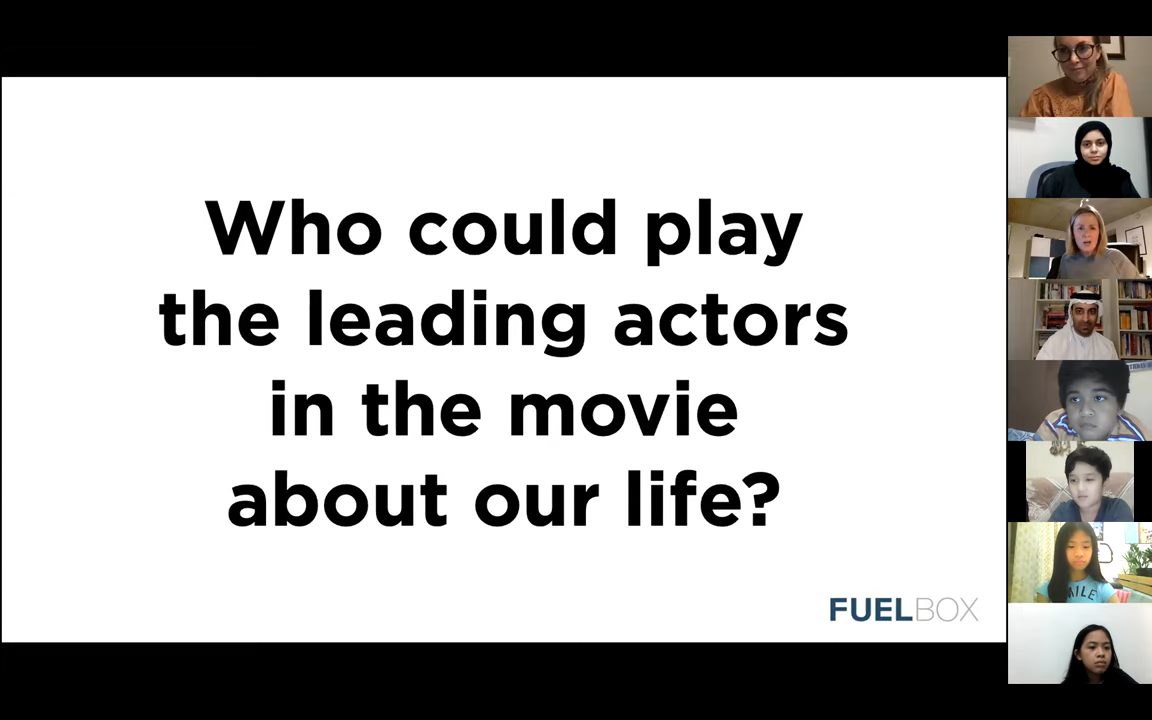 Who could play
the leading actors
in the movie
about our life?
FUELBOX